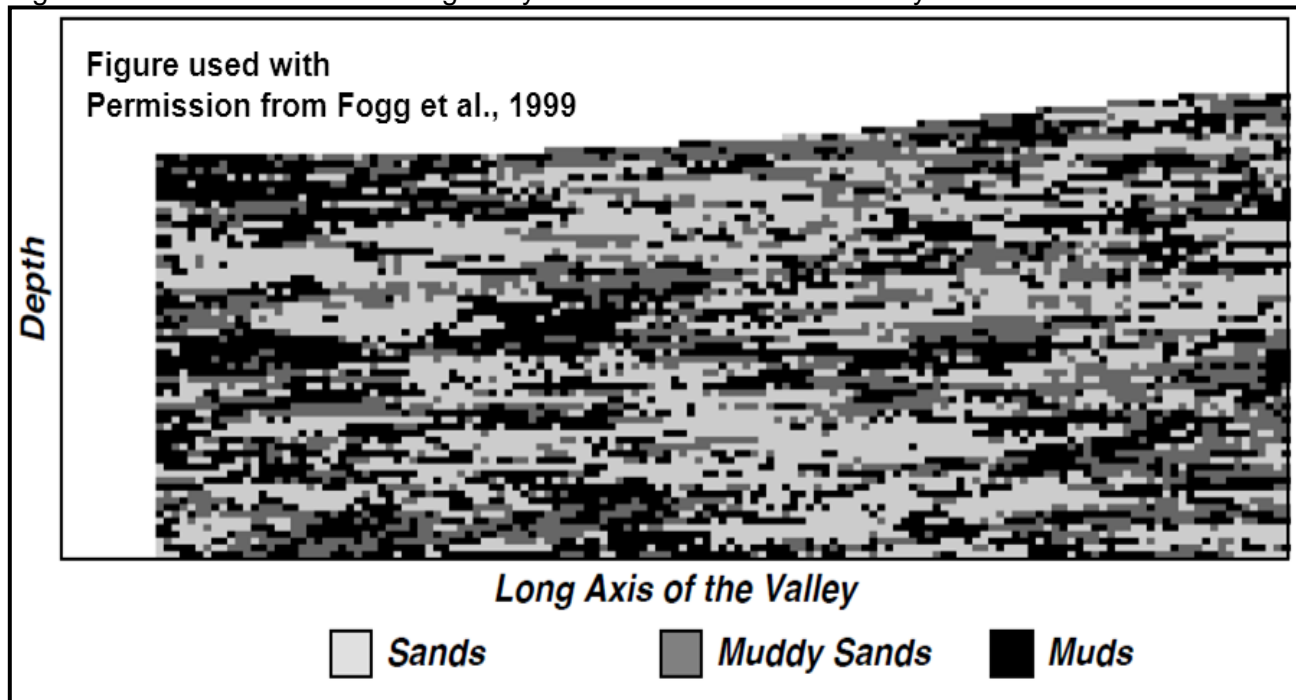 Figure used with
Permission from Fogg et al., 1999
Depth
Long Axis of the Valley
Sands
Muddy Sands
Muds